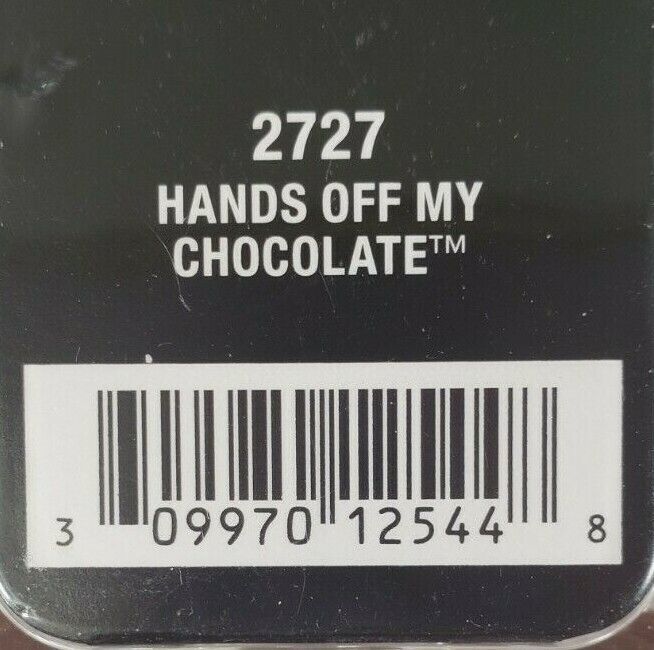 2727
HANDS OFF MY
CHOCOLATE™
3 09970 12544 8